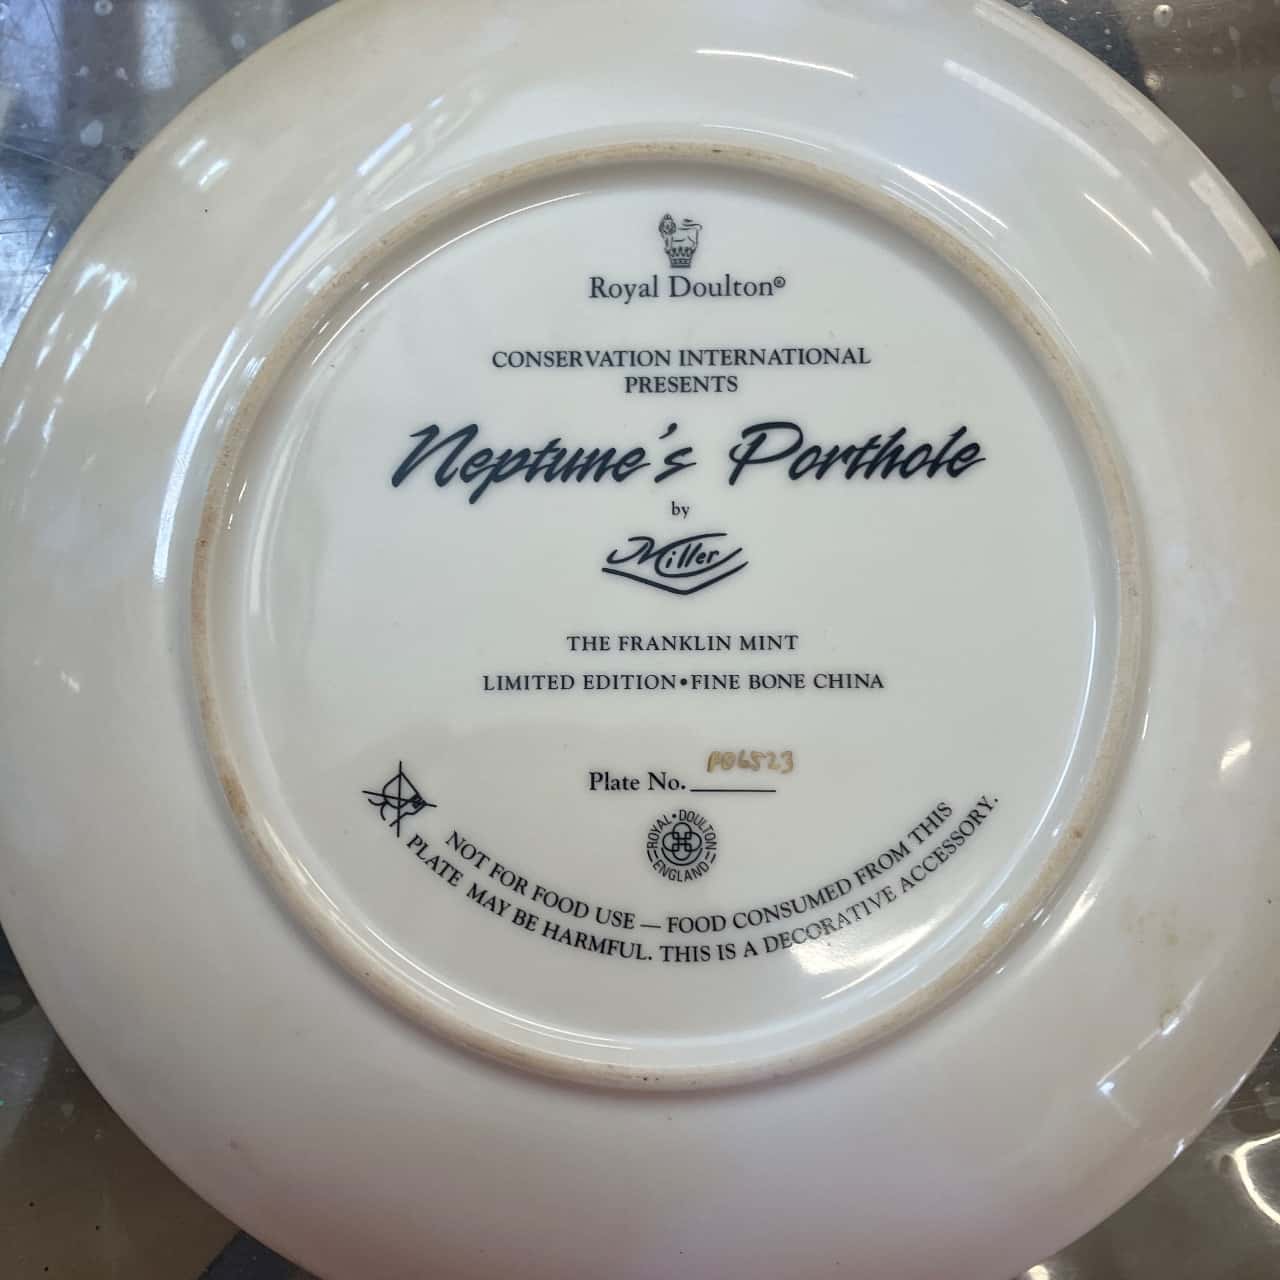 Royal Doulton®
CONSERVATION INTERNATIONAL
PRESENTS
Neptune's Porthole
by
Miller
THE FRANKLIN MINT
LIMITED EDITION•FINE BONE CHINA
Plate No. P06523
ROYAL•DOULTON
ENGLAND
NOT FOR FOOD USE — FOOD CONSUMED FROM THIS
PLATE MAY BE HARMFUL. THIS IS A DECORATIVE ACCESSORY.